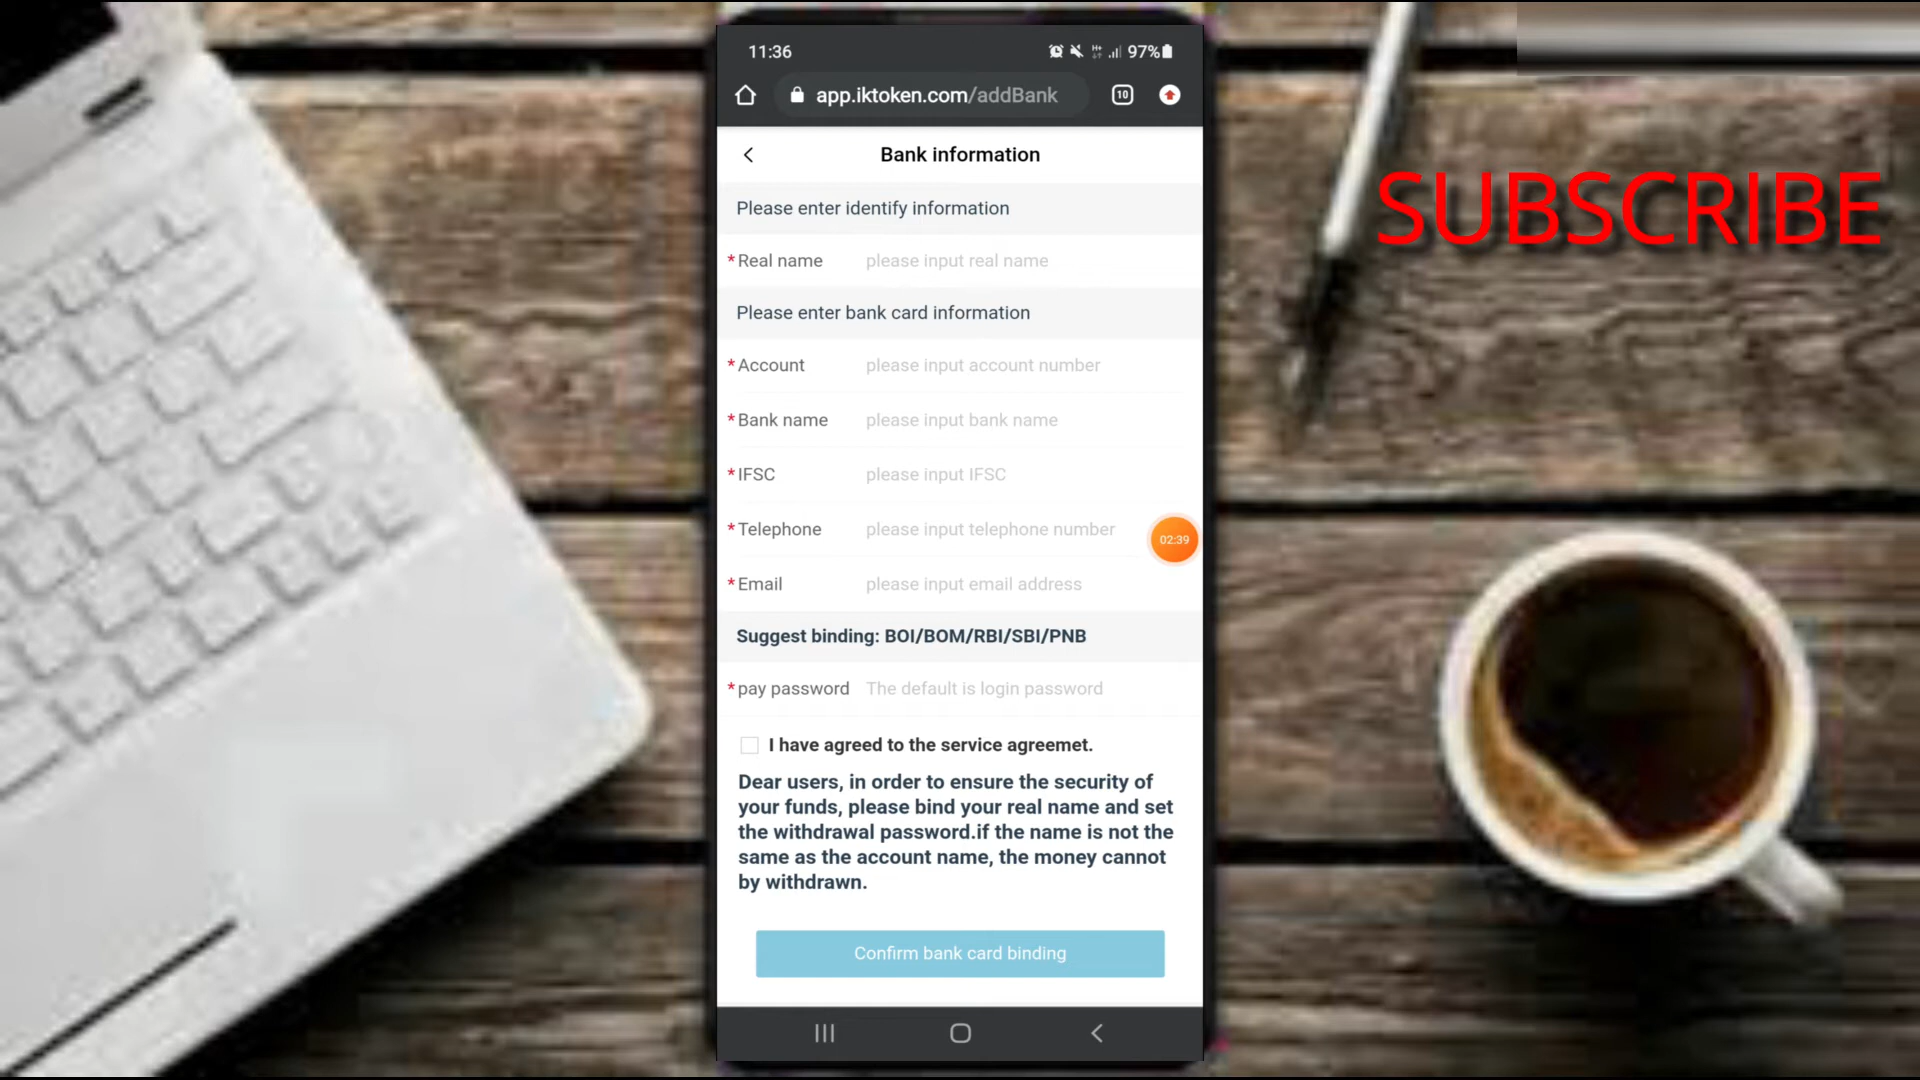 11:36
97%
app.iktoken.com/addBank
10
Bank information
Please enter identify information
*Real name please input real name
Please enter bank card information
*Account please input account number
*Bank name please input bank name
*IFSC please input IFSC
*Telephone please input telephone number
02:39
*Email please input email address
Suggest binding: BOI/BOM/RBI/SBI/PNB
*pay password The default is login password
I have agreed to the service agreemet.
Dear users, in order to ensure the security of
your funds, please bind your real name and set
the withdrawal password.if the name is not the
same as the account name, the money cannot
by withdrawn.
Confirm bank card binding
SUBSCRIBE